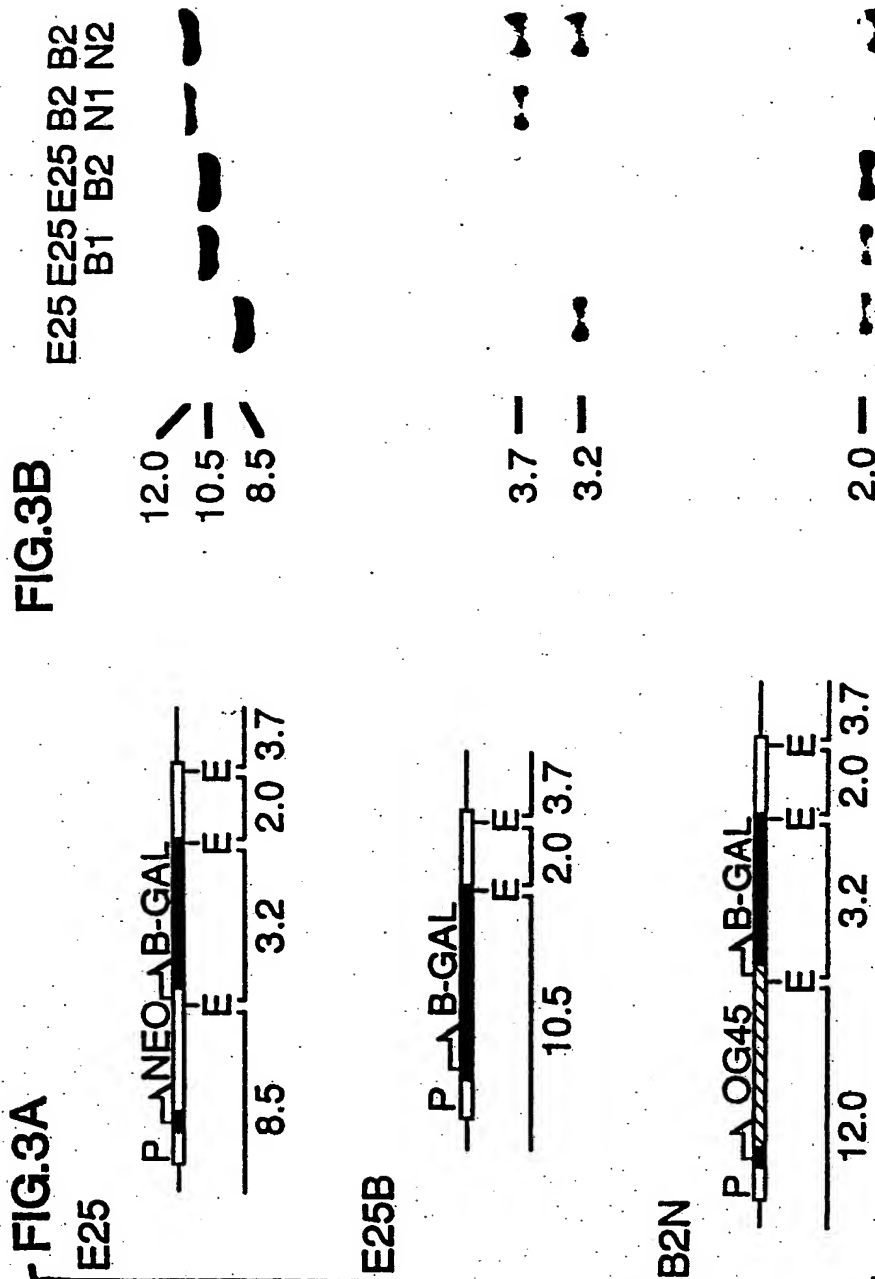 FIG.3A
E25
P NEO B-GAL
E E
8.5 3.2 2.0 3.7
E25B
P B-GAL
E E
10.5 2.0 3.7
B2N
P OG45 B-GAL
E E E
12.0 3.2 2.0 3.7
FIG.3B
E25 E25 E25 B2 B2
B1 B2 N1 N2
12.0
10.5
8.5
3.7
3.2
2.0